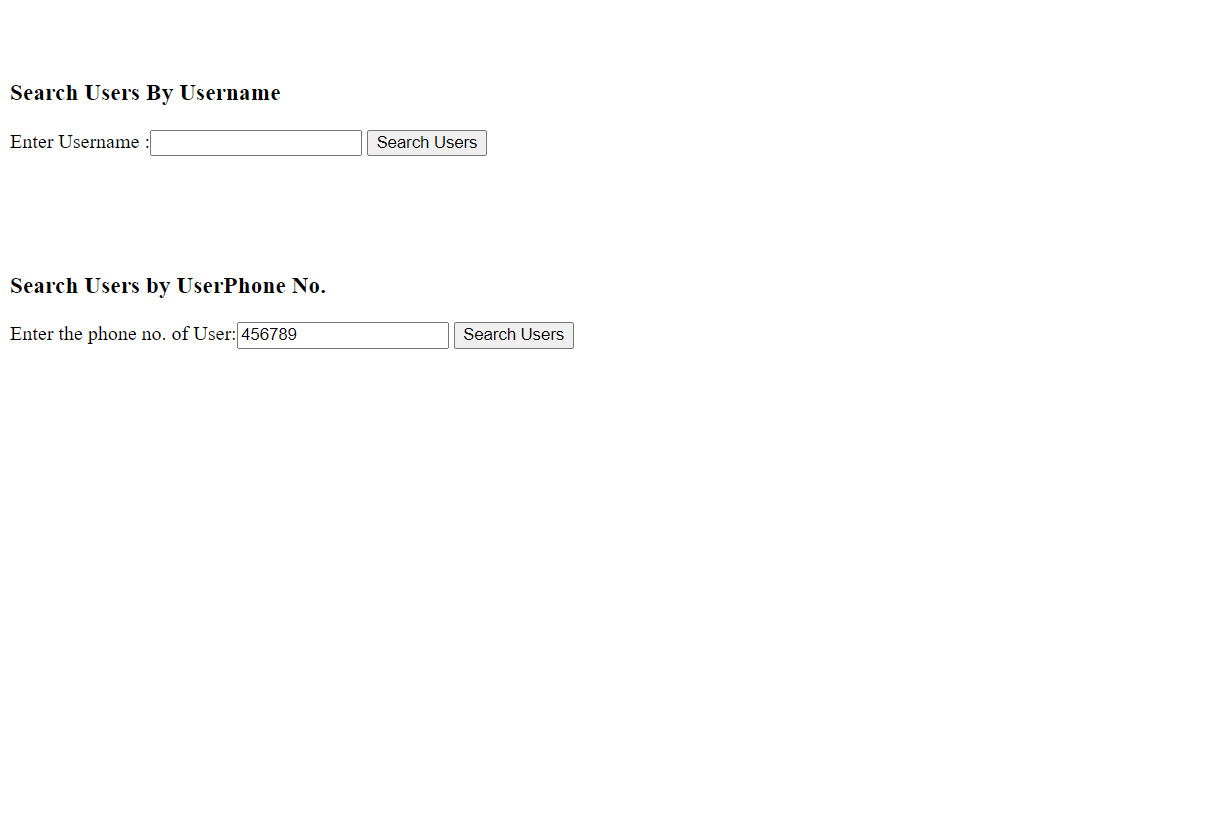 Search Users By Username
Enter Username : Search Users
Search Users by UserPhone No.
Enter the phone no. of User: 456789 Search Users